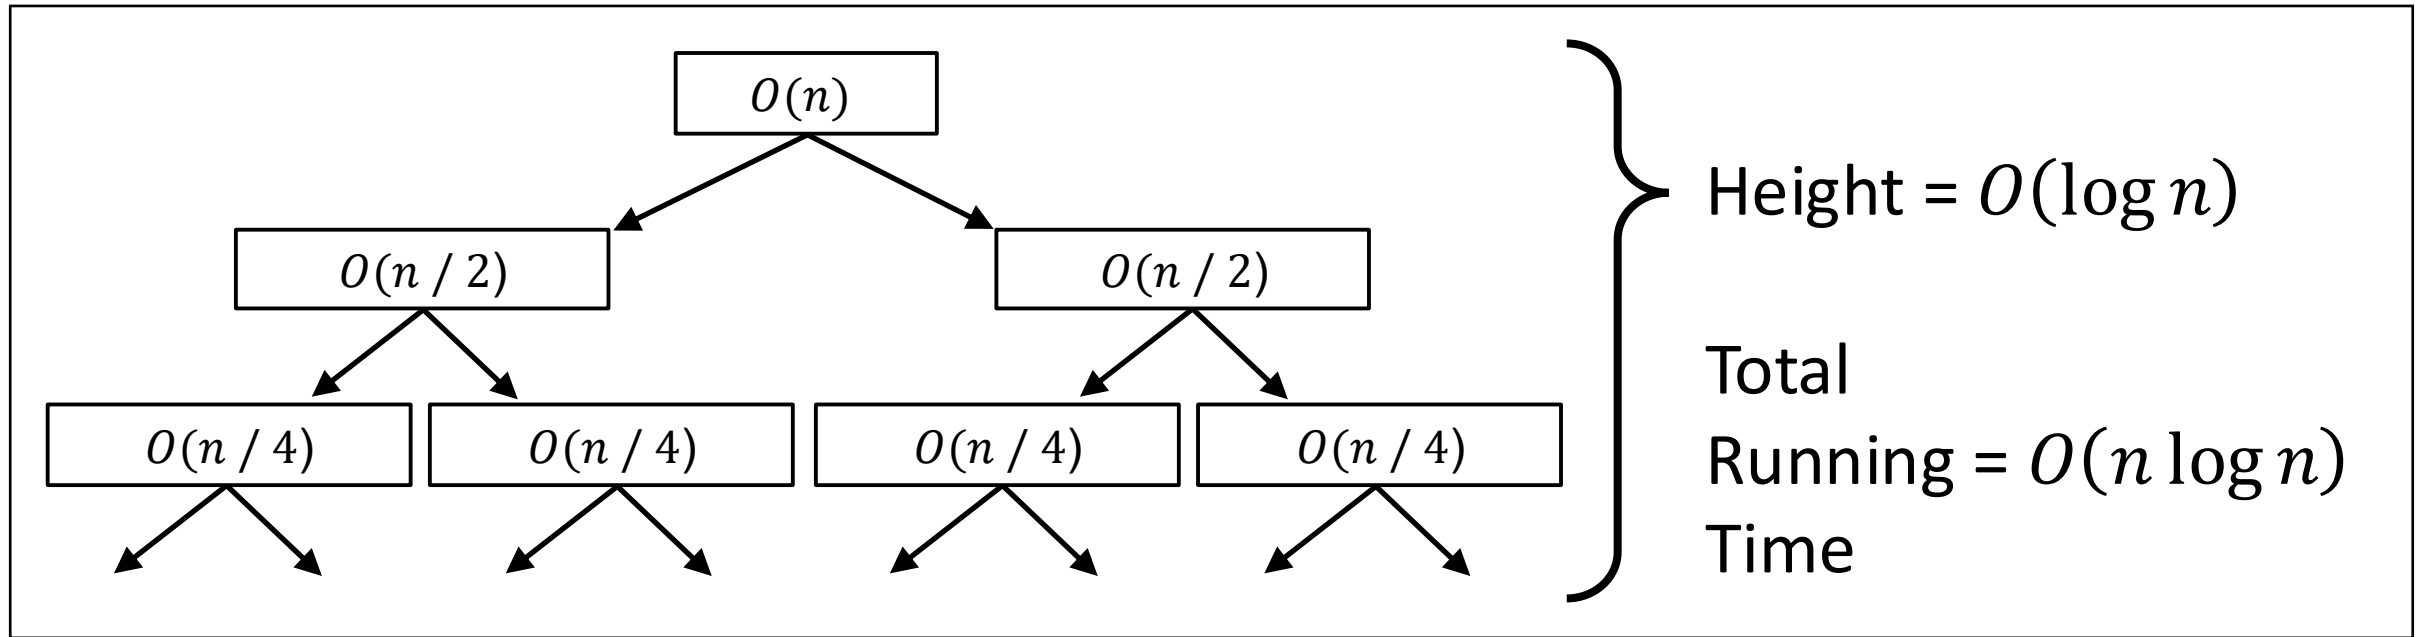 O(n)
O(n / 2) O(n / 2)
O(n / 4) O(n / 4) O(n / 4) O(n / 4)
Height = O(log n)
Total
Running = O(n log n)
Time